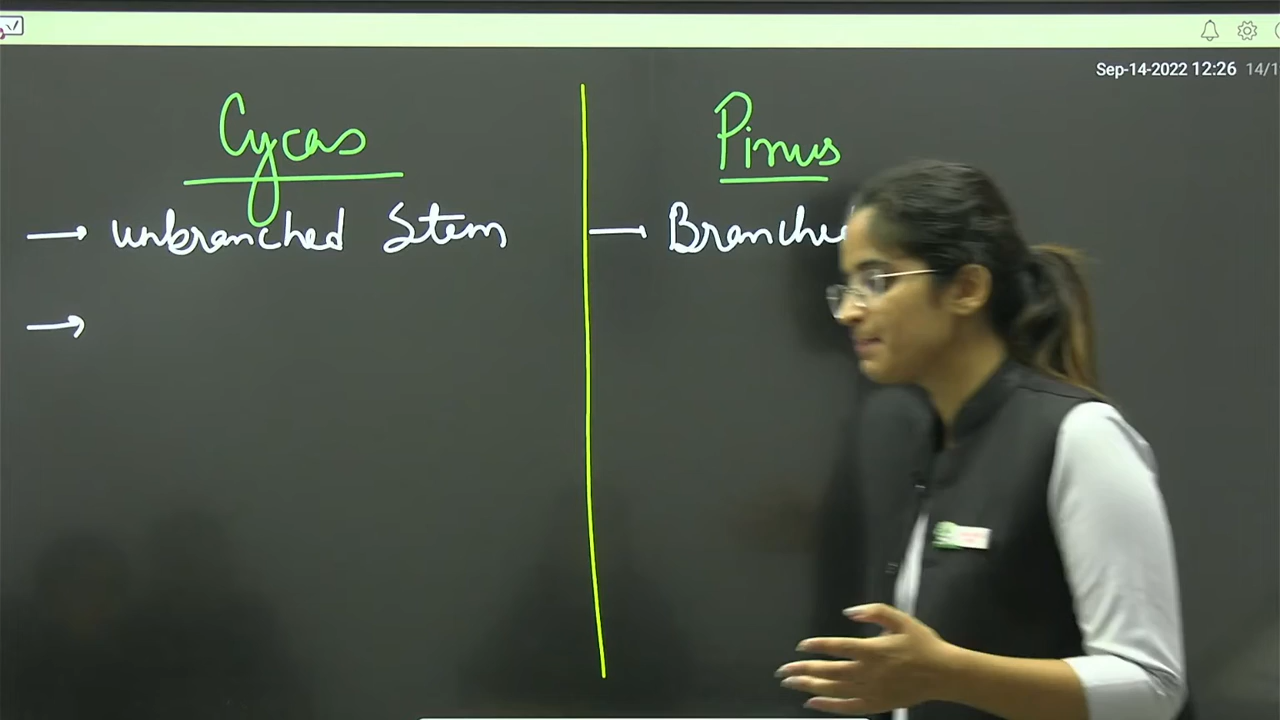 Sep-14-2022 12:26
Cycas
Pinus
→ unbranched Stem
→ Branche
→